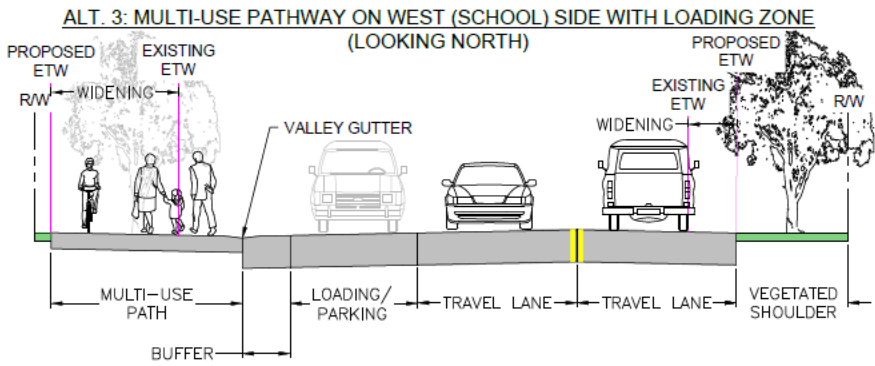 ALT. 3: MULTI-USE PATHWAY ON WEST (SCHOOL) SIDE WITH LOADING ZONE
(LOOKING NORTH)
PROPOSED
ETW
EXISTING
ETW
R/W
WIDENING
VALLEY GUTTER
PROPOSED
ETW
EXISTING
ETW
R/W
WIDENING
MULTI-USE
PATH
LOADING/
PARKING
TRAVEL LANE
TRAVEL LANE
VEGETATED
SHOULDER
BUFFER